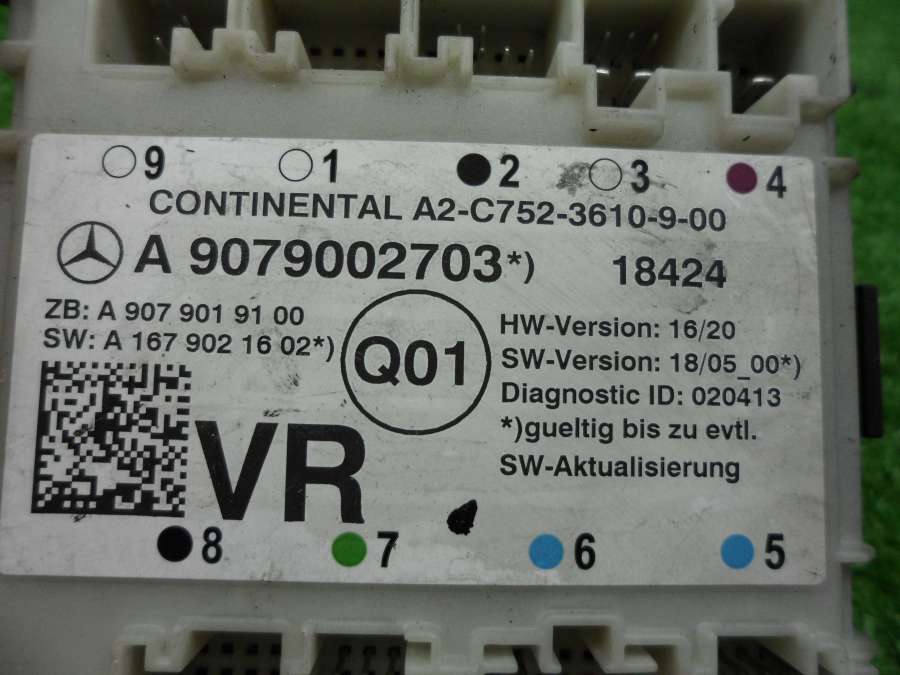 9 1 2 3 4
CONTINENTAL A2-C752-3610-9-00
A 9079002703*) 18424
ZB: A 907 901 91 00
SW: A 167 902 16 02*)
Q01
HW-Version: 16/20
SW-Version: 18/05_00*)
Diagnostic ID: 020413
*)gueltig bis zu evtl.
SW-Aktualisierung
VR
8 7 6 5